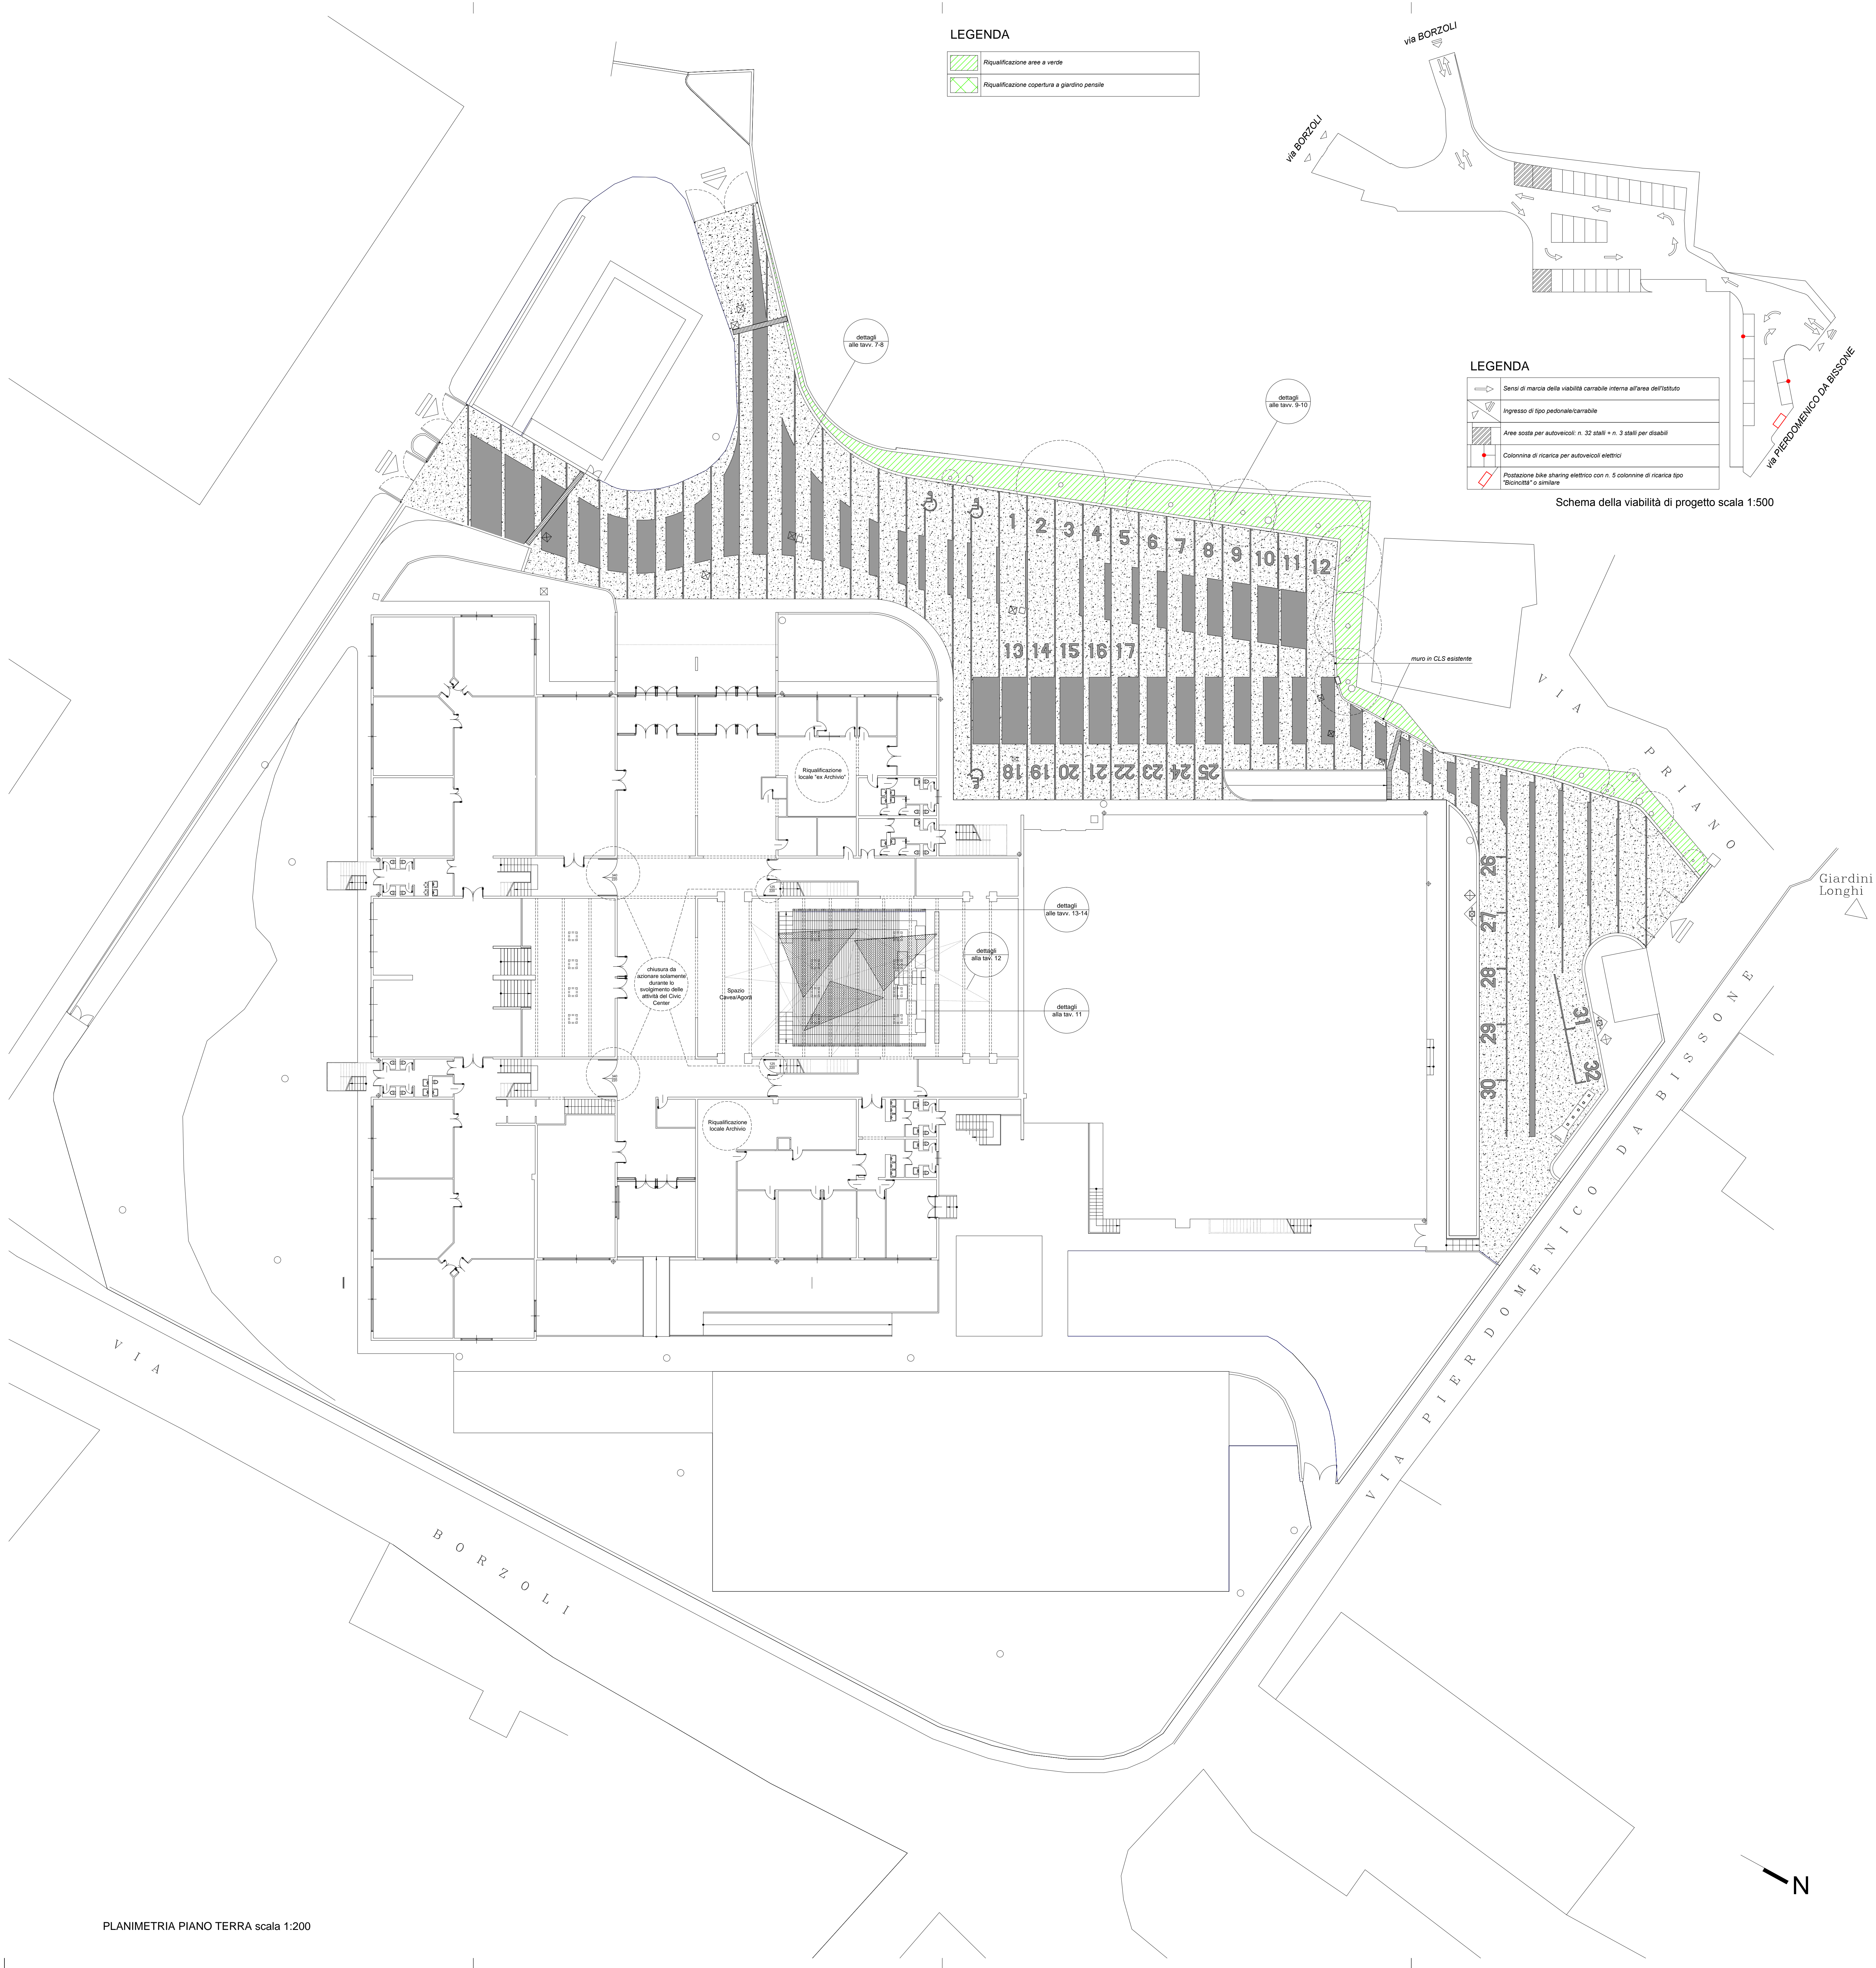 LEGENDA
Riqualificazione aree a verde
Riqualificazione copertura a giardino pensile
via BORZOLI
via BORZOLI
via PIERDOMENICO DA BISSONE
LEGENDA
Sensi di marcia della viabilità carrabile interna all'area dell'Istituto
Ingresso di tipo pedonale/carrabile
Aree sosta per autoveicoli: n. 32 stalli + n. 3 stalli per disabili
Colonnina di ricarica per autoveicoli elettrici
Postazione bike sharing elettrico con n. 5 colonnine di ricarica tipo
"Bicincittà" o similare
Schema della viabilità di progetto scala 1:500
dettagli
alle tavv. 7-8
dettagli
alle tavv. 9-10
1 2 3 4 5 6 7 8 9 10 11 12
13 14 15 16 17
muro in CLS esistente
18 19 20 21 22 23 24 25
VIA PRIANO
Giardini
Longhi
26
27
28
29
30
31
32
Riqualificazione
locale "ex Archivio"
dettagli
alle tavv. 13-14
dettagli
alla tav. 12
chiusura da
azionare solamente
durante lo
svolgimento delle
attività del Civic
Center
Spazio
Cavea/Agorà
dettagli
alla tav. 11
Riqualificazione
locale Archivio
VIA PIERDOMENICO DA BISSONE
VIA BORZOLI
N
PLANIMETRIA PIANO TERRA scala 1:200